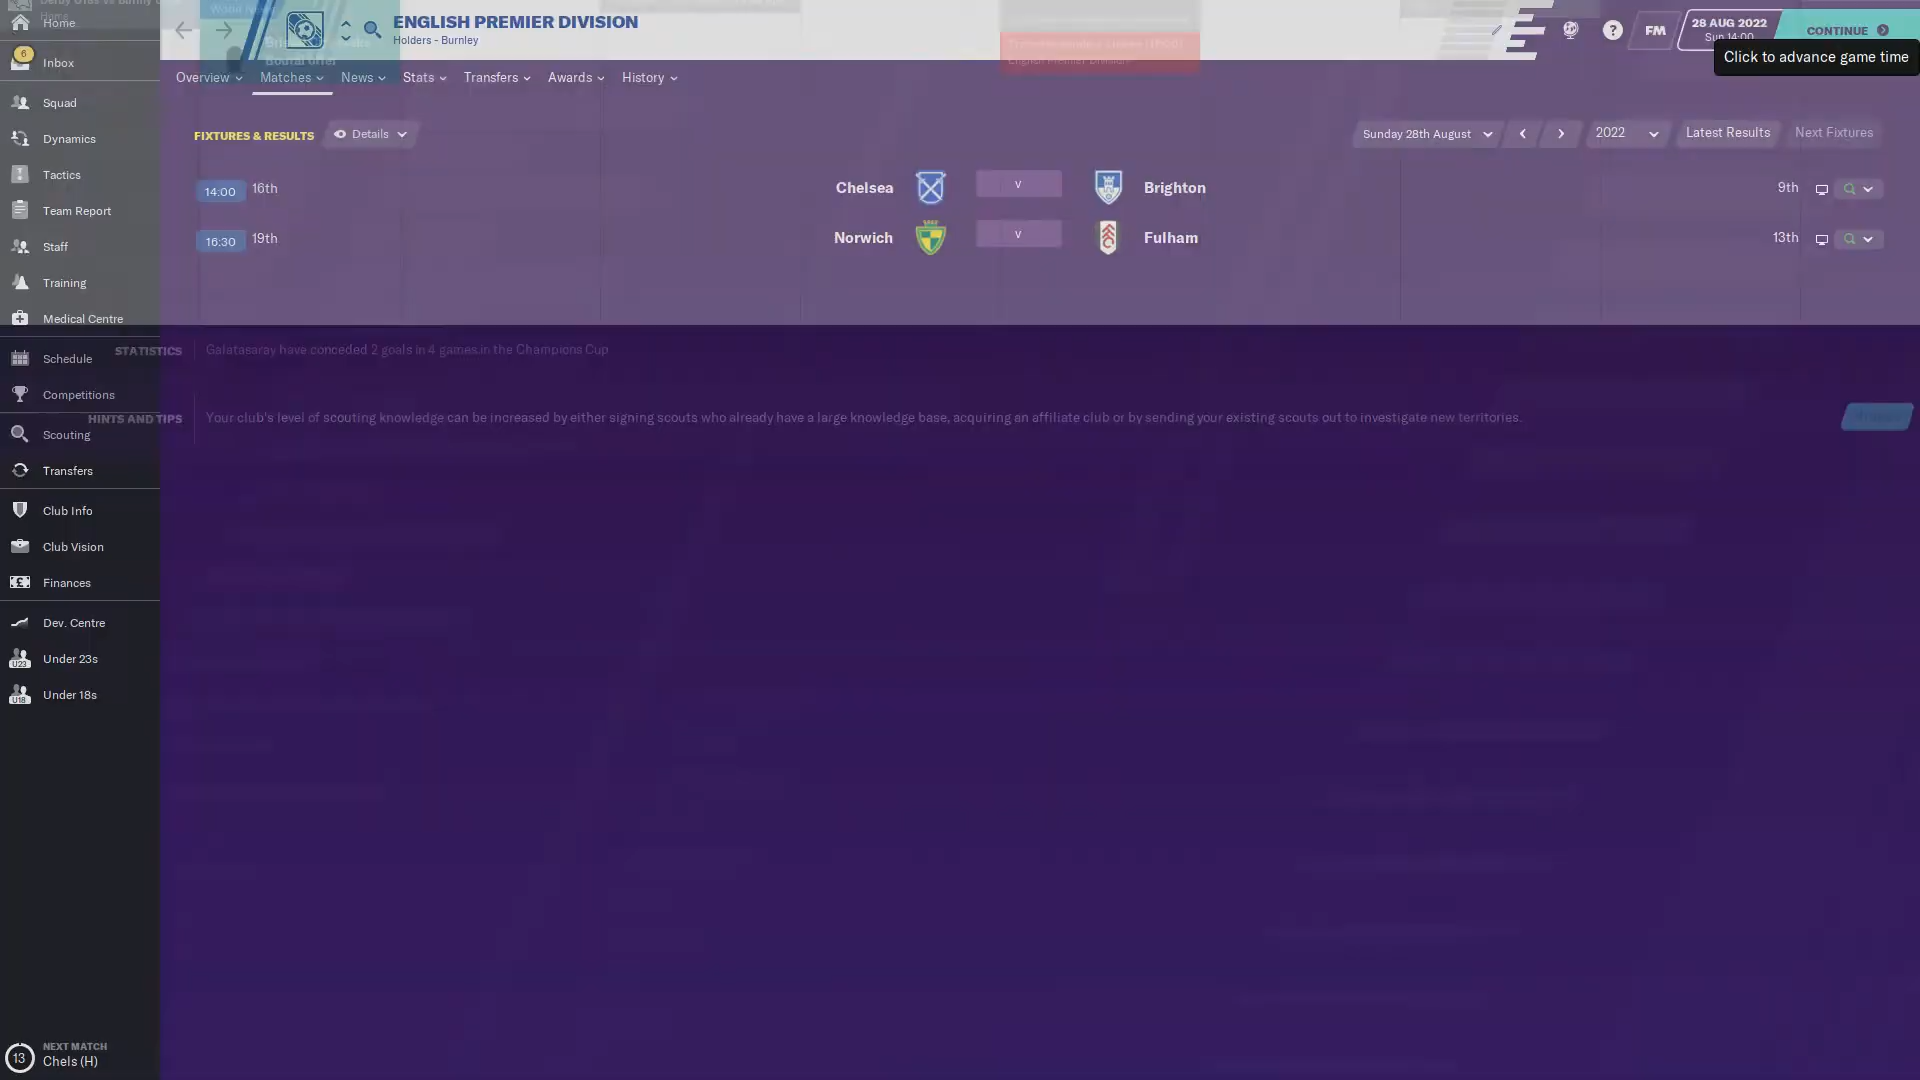 Home
6
Inbox
Squad
Dynamics
Tactics
Team Report
Staff
Training
Medical Centre
Schedule
Competitions
Scouting
Transfers
Club Info
Club Vision
Finances
Dev. Centre
U23
Under 23s
U18
Under 18s
13
NEXT MATCH
Chels (H)
ENGLISH PREMIER DIVISION
Holders - Burnley
?
FM
28 AUG 2022
Sun 14:00
CONTINUE
Click to advance game time
Overview
Matches
News
Stats
Transfers
Awards
History
FIXTURES & RESULTS
Details
Sunday 28th August
2022
Latest Results
Next Fixtures
14:00 16th Chelsea v Brighton 9th
16:30 19th Norwich v Fulham 13th
STATISTICS
Galatasaray have conceded 2 goals in 4 games in the Champions Cup
HINTS AND TIPS
Your club's level of scouting knowledge can be increased by either signing scouts who already have a large knowledge base, acquiring an affiliate club or by sending your existing scouts out to investigate new territories.